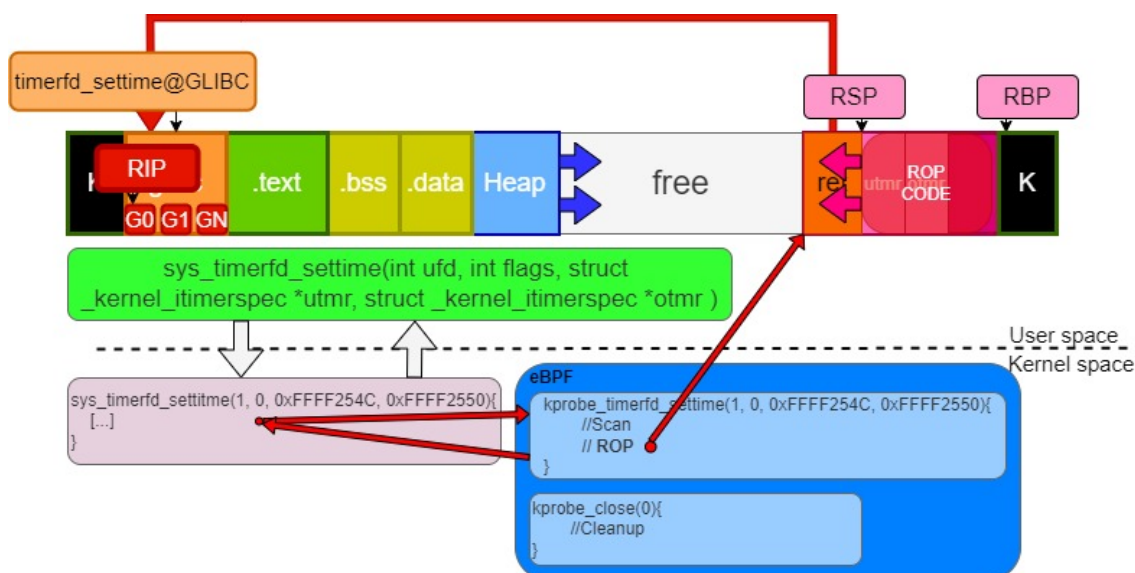 timerfd_settime@GLIBC
RSP
RBP
RIP
G0 G1 GN
.text
.bss
.data
Heap
free
utmr
ROP
CODE
K
sys_timerfd_settime(int ufd, int flags, struct
_kernel_itimerspec *utmr, struct _kernel_itimerspec *otmr )
User space
Kernel space
sys_timerfd_settitme(1, 0, 0xFFFF254C, 0xFFFF2550){
[...]
}
eBPF
kprobe_timerfd_settime(1, 0, 0xFFFF254C, 0xFFFF2550){
//Scan
// ROP
}
kprobe_close(0){
//Cleanup
}